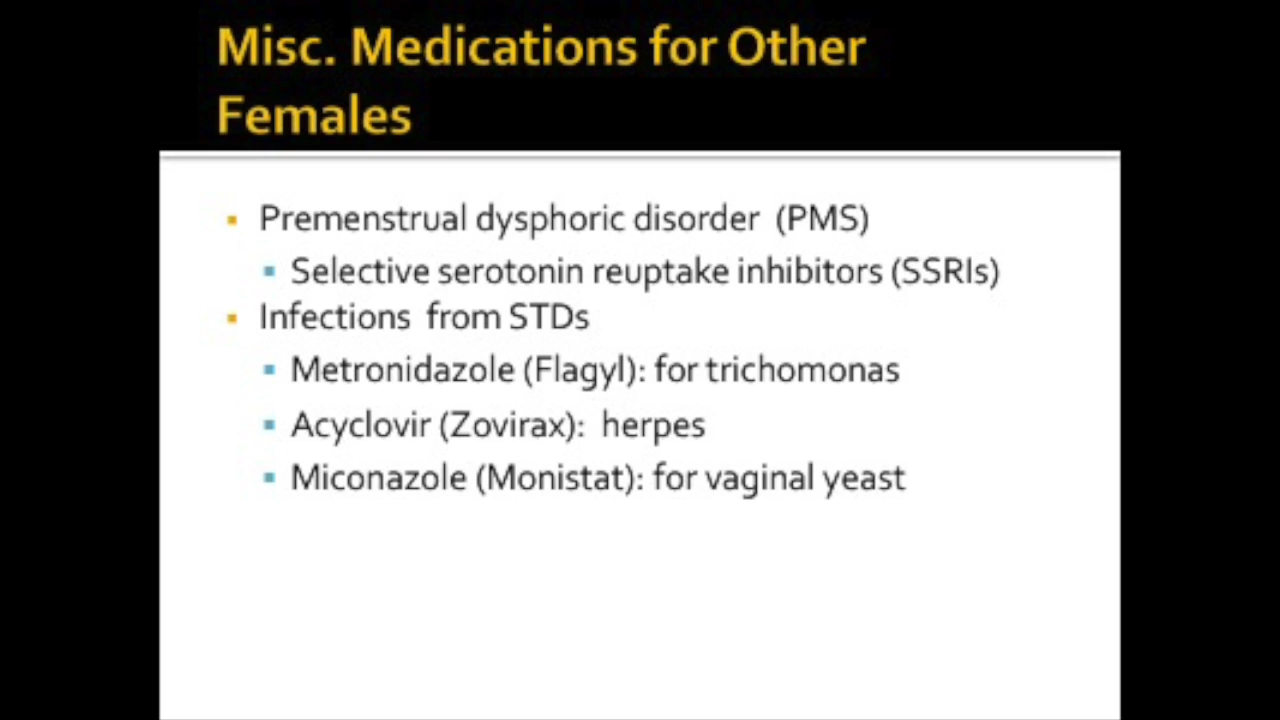 Misc. Medications for Other
Females
▪ Premenstrual dysphoric disorder (PMS)
▪ Selective serotonin reuptake inhibitors (SSRIs)
▪ Infections from STDs
▪ Metronidazole (Flagyl): for trichomonas
▪ Acyclovir (Zovirax): herpes
▪ Miconazole (Monistat): for vaginal yeast